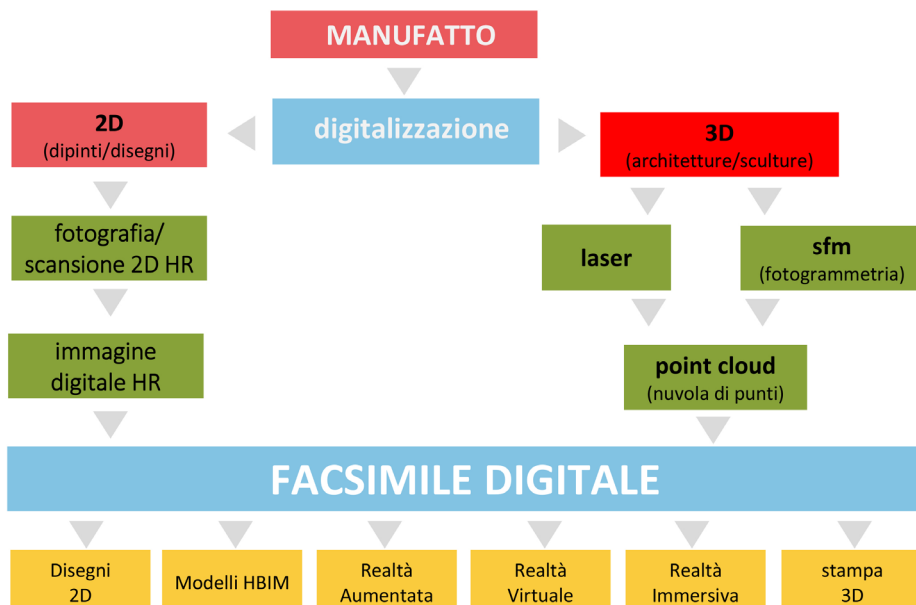 MANUFATTO
digitalizzazione
2D
(dipinti/disegni)
3D
(architetture/sculture)
fotografia/
scansione 2D HR
laser
sfm
(fotogrammetria)
immagine
digitale HR
point cloud
(nuvola di punti)
FACSIMILE DIGITALE
Disegni
2D
Modelli HBIM
Realtà
Aumentata
Realtà
Virtuale
Realtà
Immersiva
stampa
3D